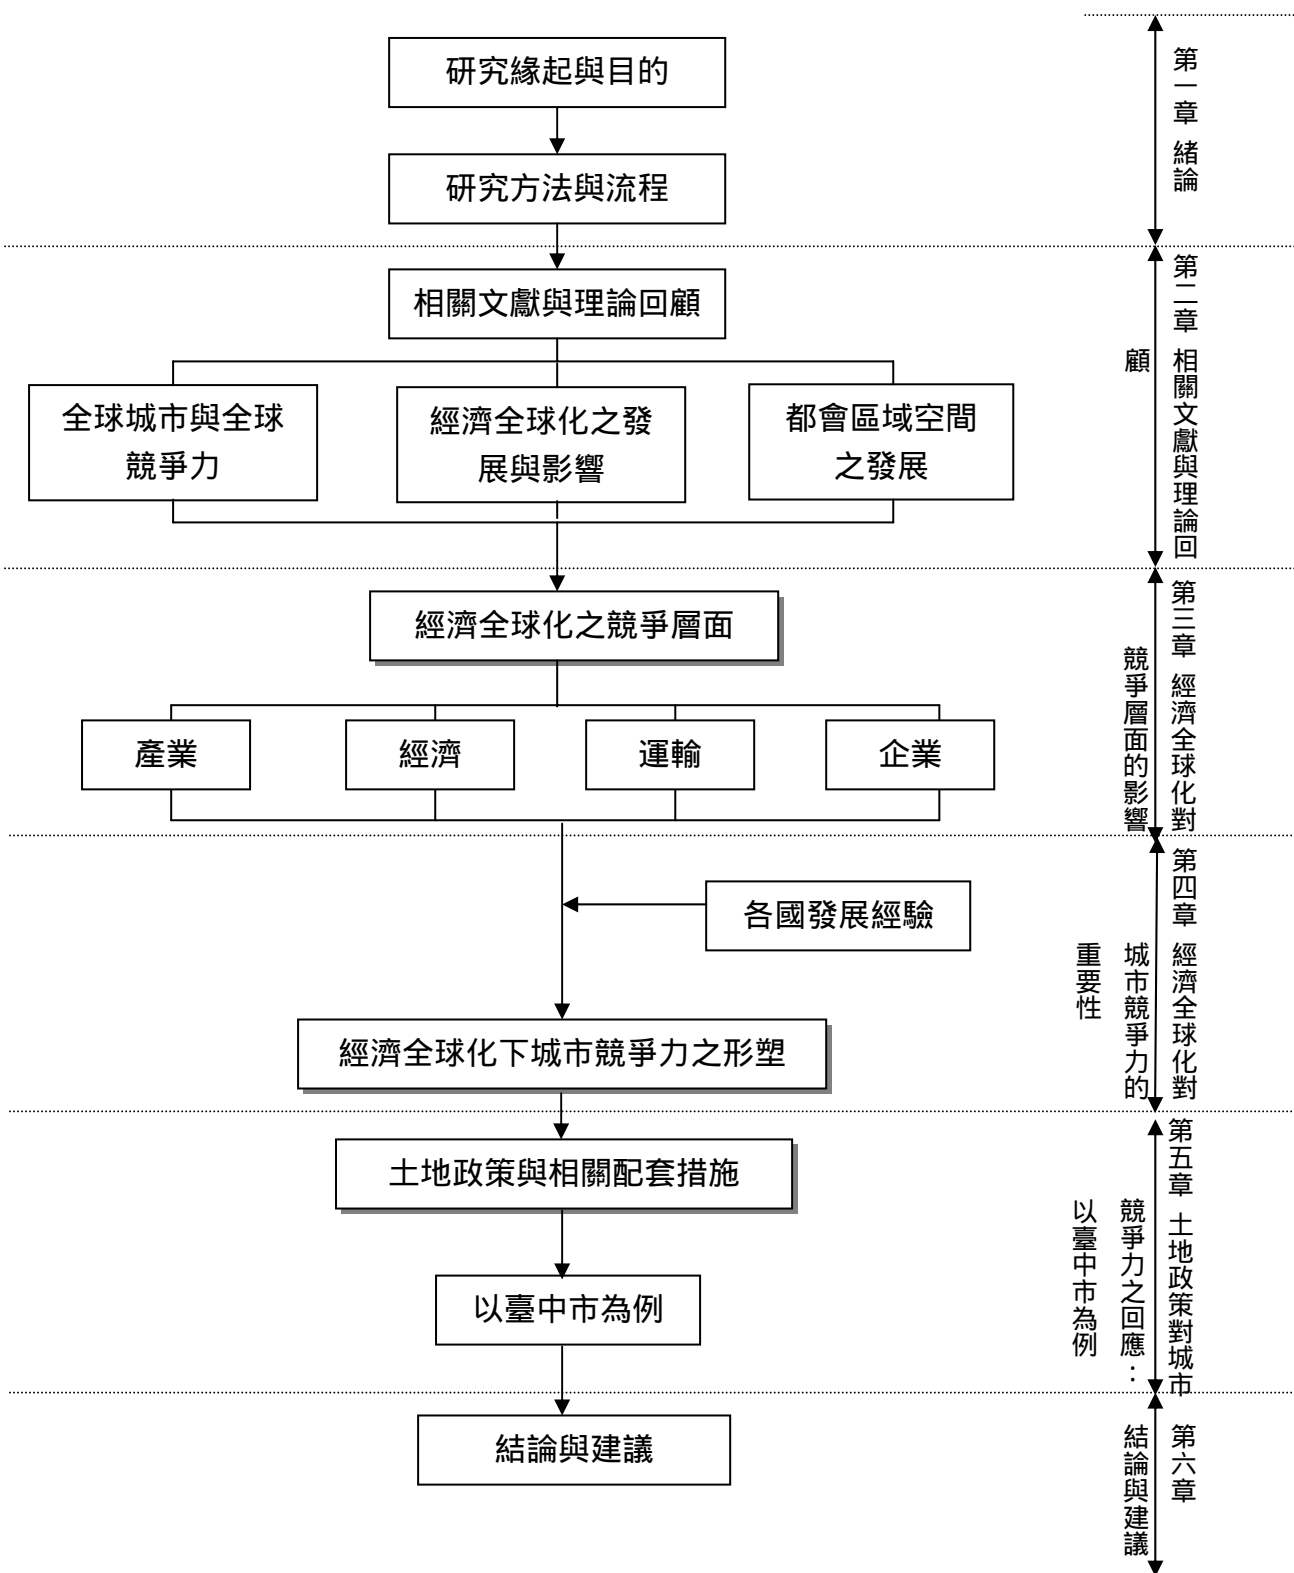 研究緣起與目的
研究方法與流程
第一章 緒論
相關文獻與理論回顧
全球城市與全球
競爭力
經濟全球化之發
展與影響
都會區域空間
之發展
第二章 相關文獻與理論回
顧
經濟全球化之競爭層面
產業
經濟
運輸
企業
第三章 經濟全球化對
競爭層面的影響
各國發展經驗
經濟全球化下城市競爭力之形塑
第四章 經濟全球化對
城市競爭力的
重要性
土地政策與相關配套措施
以臺中市為例
第五章 土地政策對城市
競爭力之回應：
以臺中市為例
結論與建議
第六章
結論與建議